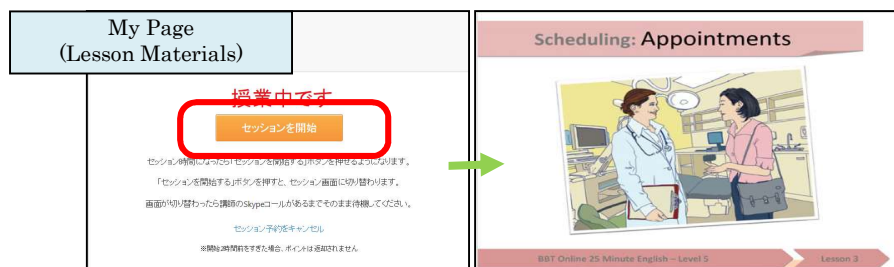 My Page
(Lesson Materials)
授業中です
セッションを開始
セッション時間になったら「セッションを開始する」ボタンを押せるようになります。
「セッションを開始する」ボタンを押すと、セッション画面に切り替わります。
画面が切り替わったら講師のSkypeコールがあるまでそのまま待機してください。
セッション予約をキャンセル
※開始2時間前をすぎた場合、ポイントは返却されません
Scheduling: Appointments
BBT Online 25 Minute English – Level 5
Lesson 3